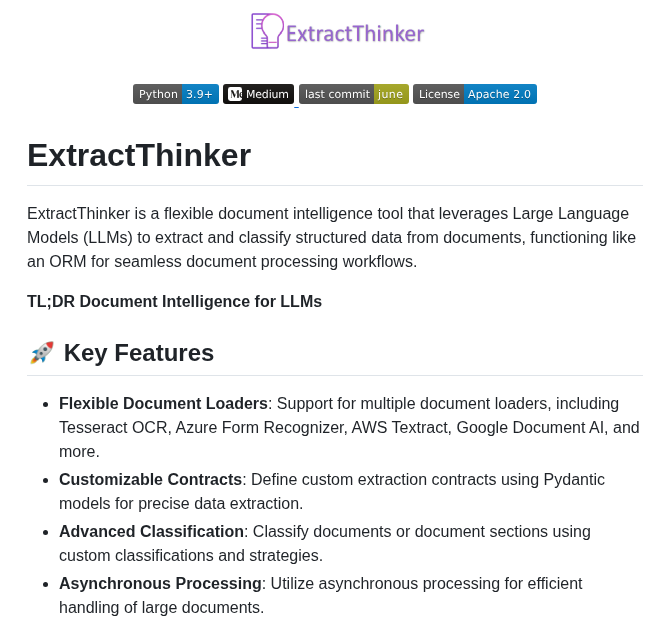 ExtractThinker
Python 3.9+ Medium last commit june License Apache 2.0
ExtractThinker
ExtractThinker is a flexible document intelligence tool that leverages Large Language
Models (LLMs) to extract and classify structured data from documents, functioning like
an ORM for seamless document processing workflows.
TL;DR Document Intelligence for LLMs
🚀 Key Features
• Flexible Document Loaders: Support for multiple document loaders, including
Tesseract OCR, Azure Form Recognizer, AWS Textract, Google Document AI, and
more.
• Customizable Contracts: Define custom extraction contracts using Pydantic
models for precise data extraction.
• Advanced Classification: Classify documents or document sections using
custom classifications and strategies.
• Asynchronous Processing: Utilize asynchronous processing for efficient
handling of large documents.